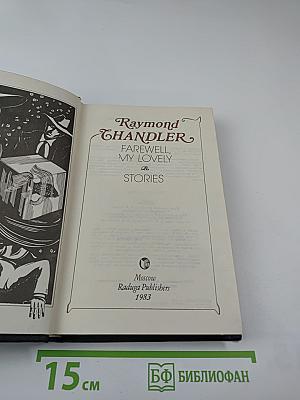 Raymond
CHANDLER
FAREWELL,
MY LOVELY
STORIES
Moscow
Raduga Publishers
1983
15 см
БФ БИБЛИОФАН